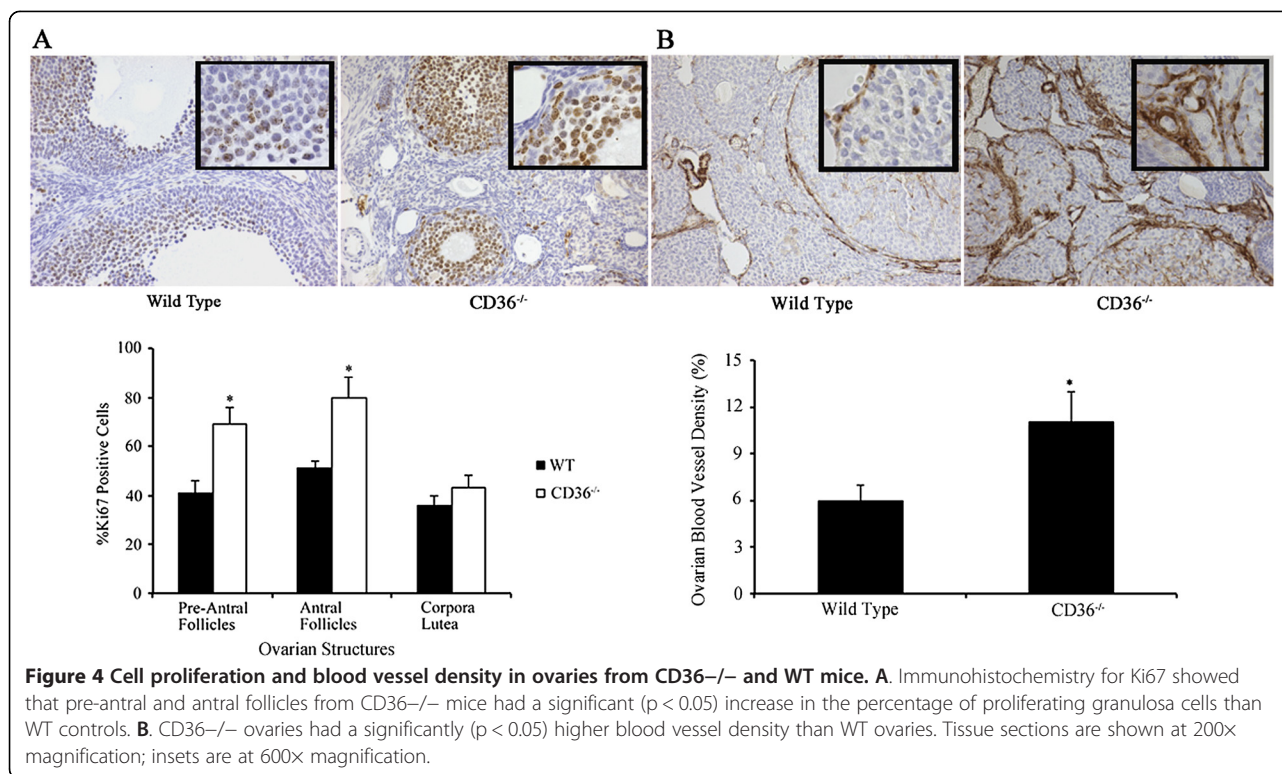 A
B
Wild Type
CD36-/-
Wild Type
CD36-/-
100
80
60
40
20
0
%Ki67 Positive Cells
*
*
Pre-Antral
Follicles
Antral
Follicles
Corpora
Lutea
Ovarian Structures
WT
CD36-/-
15
12
9
6
3
0
Ovarian Blood Vessel Density (%)
*
Wild Type
CD36-/-
Figure 4 Cell proliferation and blood vessel density in ovaries from CD36−/− and WT mice. A. Immunohistochemistry for Ki67 showed
that pre-antral and antral follicles from CD36−/− mice had a significant (p < 0.05) increase in the percentage of proliferating granulosa cells than
WT controls. B. CD36−/− ovaries had a significantly (p < 0.05) higher blood vessel density than WT ovaries. Tissue sections are shown at 200×
magnification; insets are at 600× magnification.